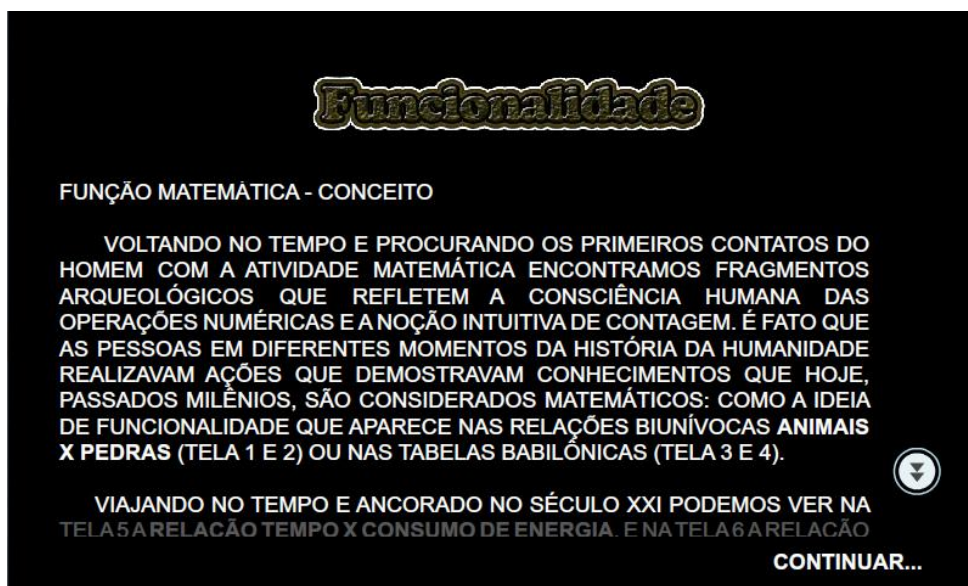 Funcionalidade
FUNÇÃO MATEMÁTICA - CONCEITO
VOLTANDO NO TEMPO E PROCURANDO OS PRIMEIROS CONTATOS DO
HOMEM COM A ATIVIDADE MATEMÁTICA ENCONTRAMOS FRAGMENTOS
ARQUEOLÓGICOS QUE REFLETEM A CONSCIÊNCIA HUMANA DAS
OPERAÇÕES NUMÉRICAS E A NOÇÃO INTUITIVA DE CONTAGEM. É FATO QUE
AS PESSOAS EM DIFERENTES MOMENTOS DA HISTÓRIA DA HUMANIDADE
REALIZAVAM AÇÕES QUE DEMOSTRAVAM CONHECIMENTOS QUE HOJE,
PASSADOS MILÊNIOS, SÃO CONSIDERADOS MATEMÁTICOS: COMO A IDEIA
DE FUNCIONALIDADE QUE APARECE NAS RELAÇÕES BIUNÍVOCAS ANIMAIS
X PEDRAS (TELA 1 E 2) OU NAS TABELAS BABILÔNICAS (TELA 3 E 4).
VIAJANDO NO TEMPO E ANCORADO NO SÉCULO XXI PODEMOS VER NA
TELA 5 A RELAÇÃO TEMPO X CONSUMO DE ENERGIA. E NA TELA 6 A RELAÇÃO
CONTINUAR...